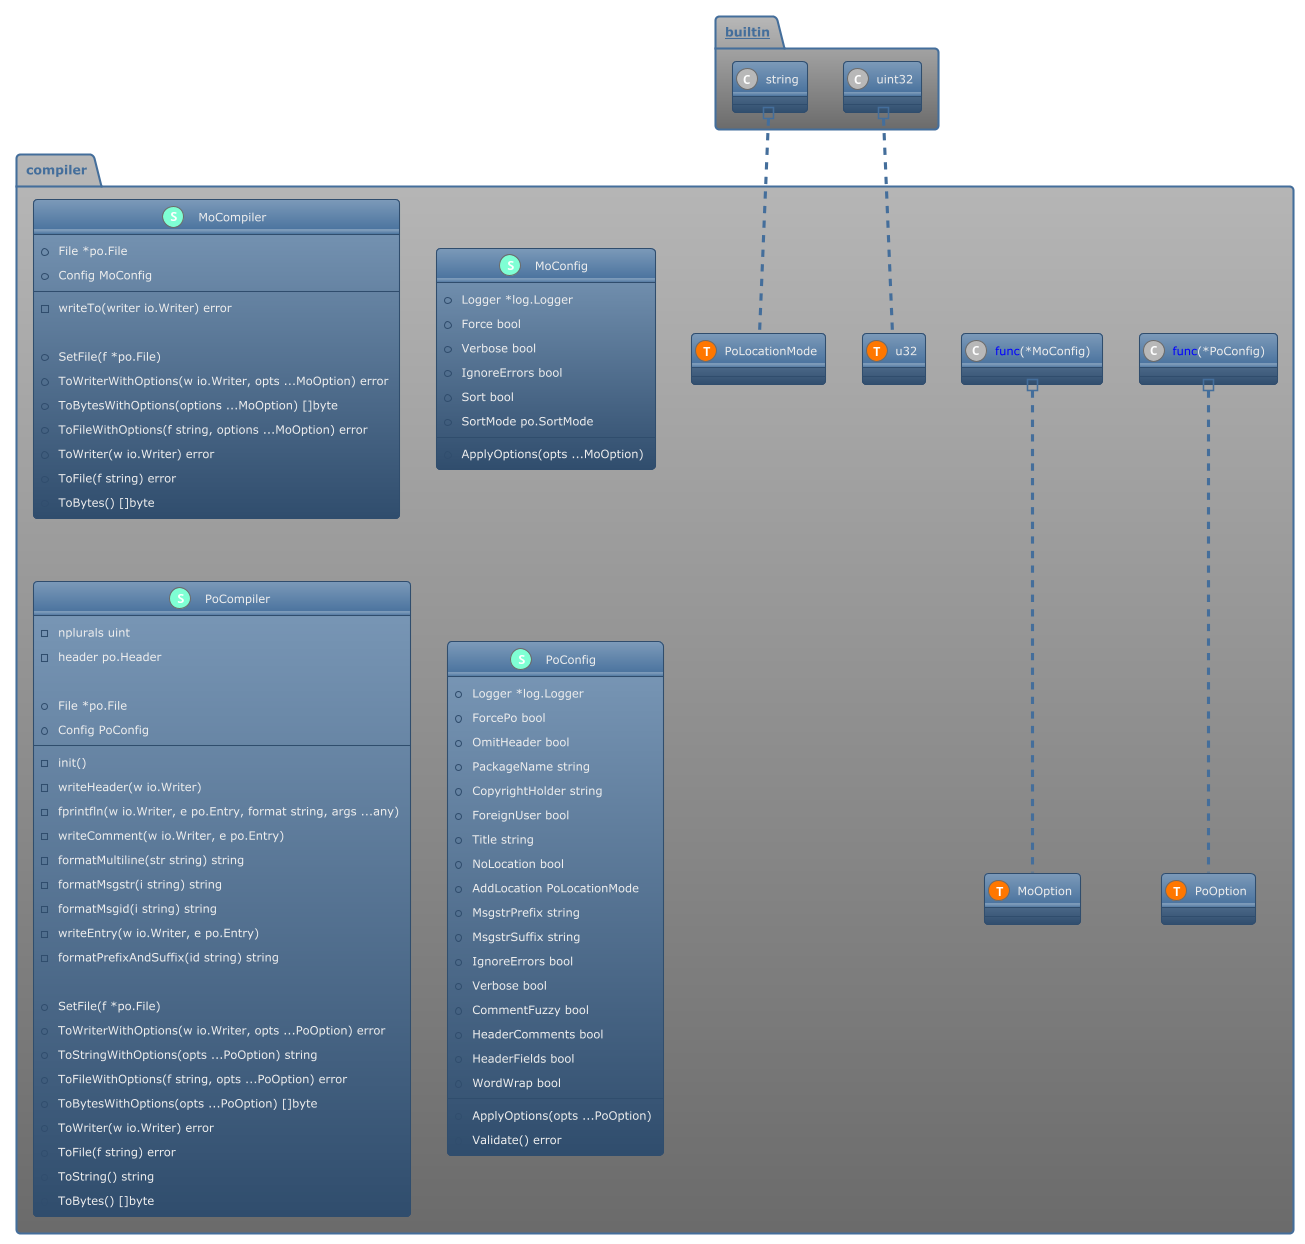 builtin
C string
C uint32
compiler
S MoCompiler
File *po.File
Config MoConfig
writeTo(writer io.Writer) error
SetFile(f *po.File)
ToWriterWithOptions(w io.Writer, opts ...MoOption) error
ToBytesWithOptions(options ...MoOption) []byte
ToFileWithOptions(f string, options ...MoOption) error
ToWriter(w io.Writer) error
ToFile(f string) error
ToBytes() []byte
S MoConfig
Logger *log.Logger
Force bool
Verbose bool
IgnoreErrors bool
Sort bool
SortMode po.SortMode
ApplyOptions(opts ...MoOption)
T PoLocationMode
T u32
C func(*MoConfig)
C func(*PoConfig)
S PoCompiler
nplurals uint
header po.Header
File *po.File
Config PoConfig
init()
writeHeader(w io.Writer)
fprintfln(w io.Writer, e po.Entry, format string, args ...any)
writeComment(w io.Writer, e po.Entry)
formatMultiline(str string) string
formatMsgstr(i string) string
formatMsgid(i string) string
writeEntry(w io.Writer, e po.Entry)
formatPrefixAndSuffix(id string) string
SetFile(f *po.File)
ToWriterWithOptions(w io.Writer, opts ...PoOption) error
ToStringWithOptions(opts ...PoOption) string
ToFileWithOptions(f string, opts ...PoOption) error
ToBytesWithOptions(opts ...PoOption) []byte
ToWriter(w io.Writer) error
ToFile(f string) error
ToString() string
ToBytes() []byte
S PoConfig
Logger *log.Logger
ForcePo bool
OmitHeader bool
PackageName string
CopyrightHolder string
ForeignUser bool
Title string
NoLocation bool
AddLocation PoLocationMode
MsgstrPrefix string
MsgstrSuffix string
IgnoreErrors bool
Verbose bool
CommentFuzzy bool
HeaderComments bool
HeaderFields bool
WordWrap bool
ApplyOptions(opts ...PoOption)
Validate() error
T MoOption
T PoOption